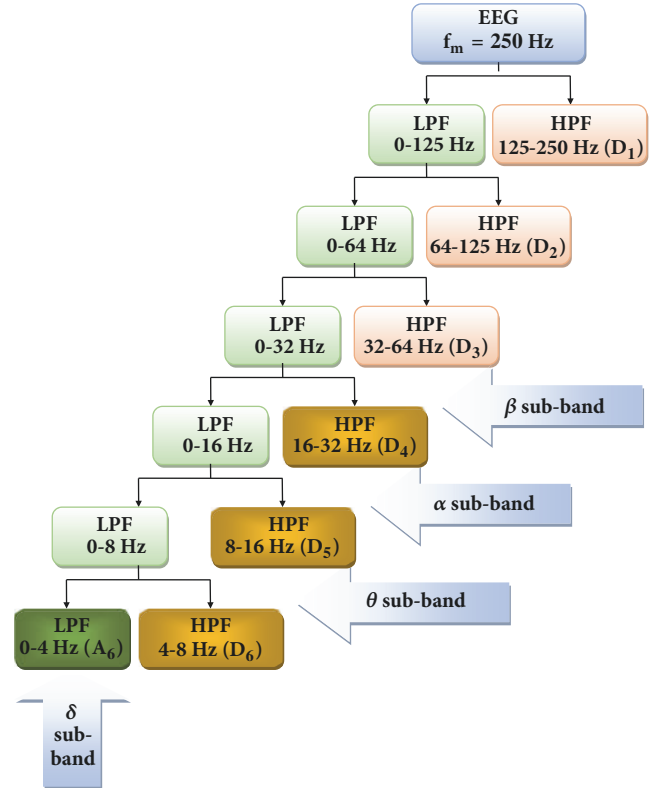 EEG
fₘ = 250 Hz
LPF
0-125 Hz
HPF
125-250 Hz (D₁)
LPF
0-64 Hz
HPF
64-125 Hz (D₂)
LPF
0-32 Hz
HPF
32-64 Hz (D₃)
LPF
0-16 Hz
HPF
16-32 Hz (D₄)
β sub-band
LPF
0-8 Hz
HPF
8-16 Hz (D₅)
α sub-band
LPF
0-4 Hz (A₆)
HPF
4-8 Hz (D₆)
θ sub-band
δ
sub-
band